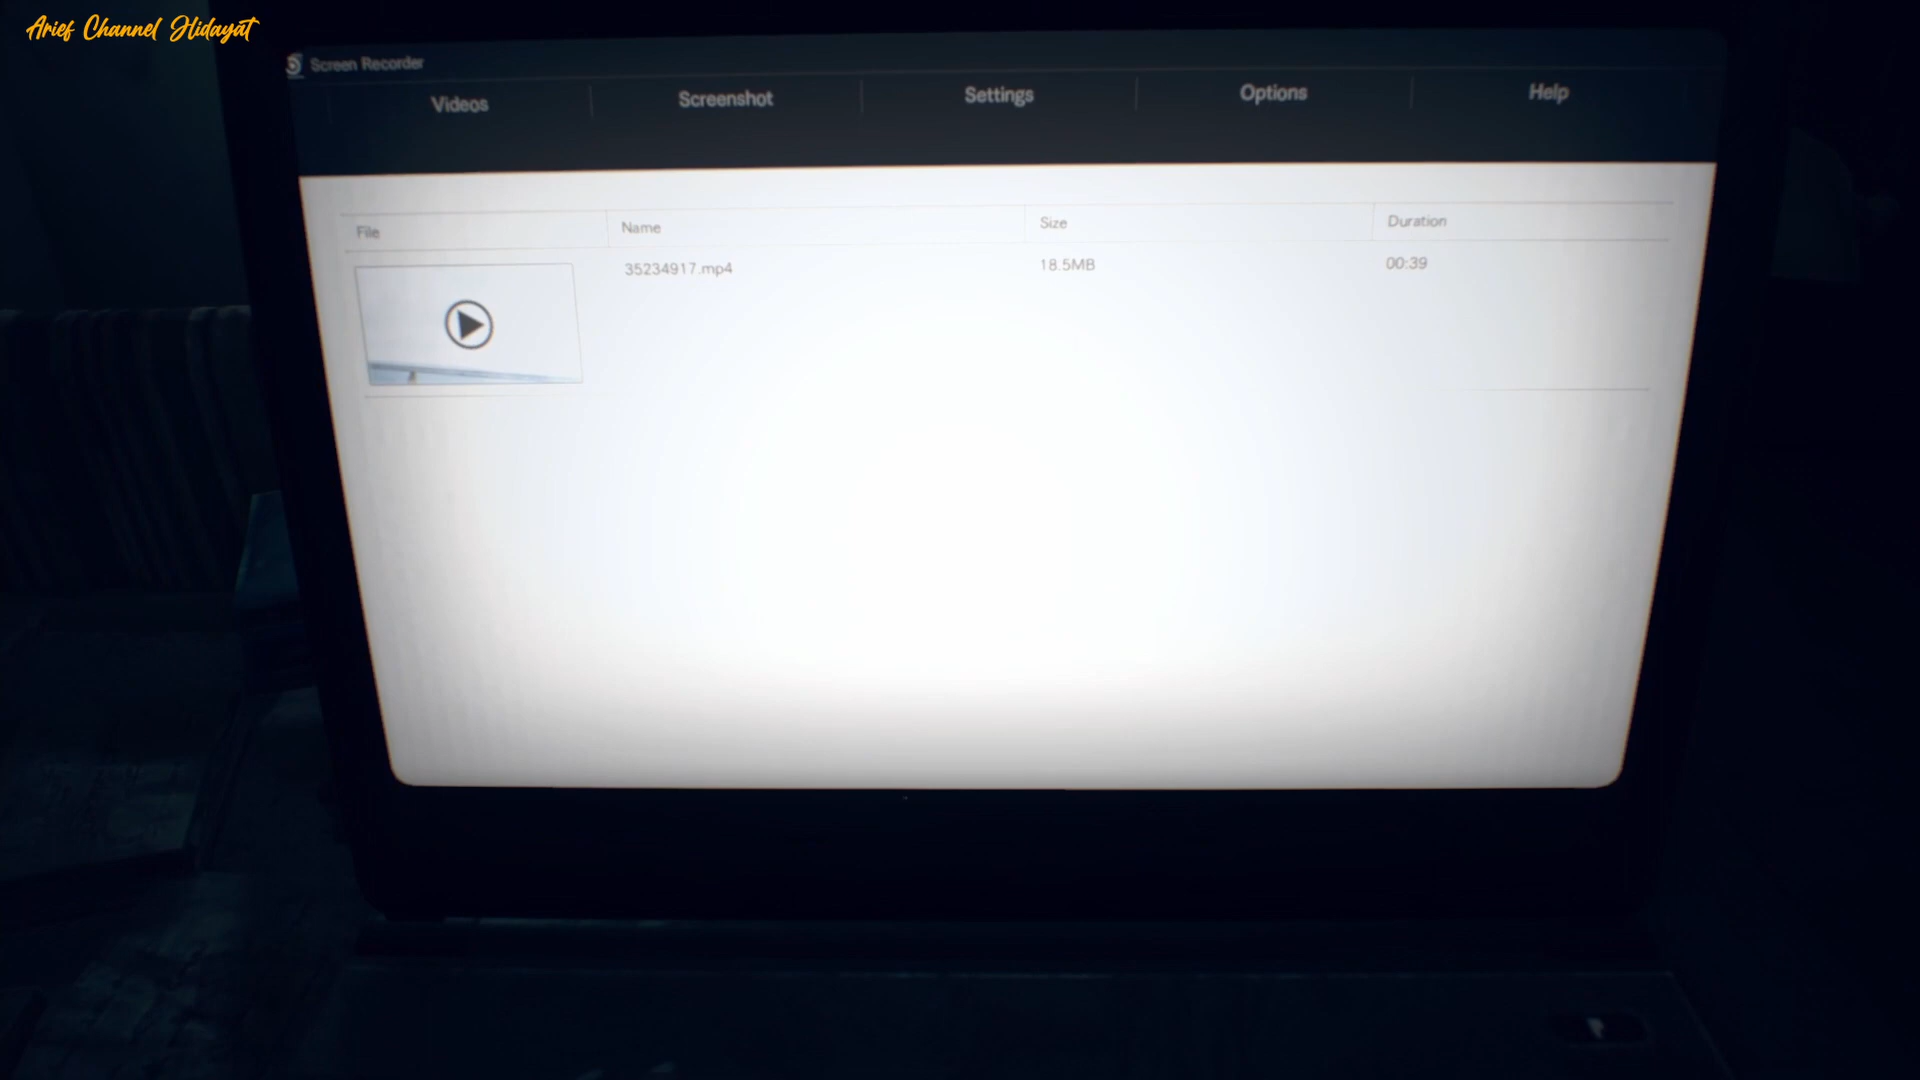 Arief Channel Hidayat
Screen Recorder
Videos Screenshot Settings Options Help
File Name Size Duration
35234917.mp4 18.5MB 00:39